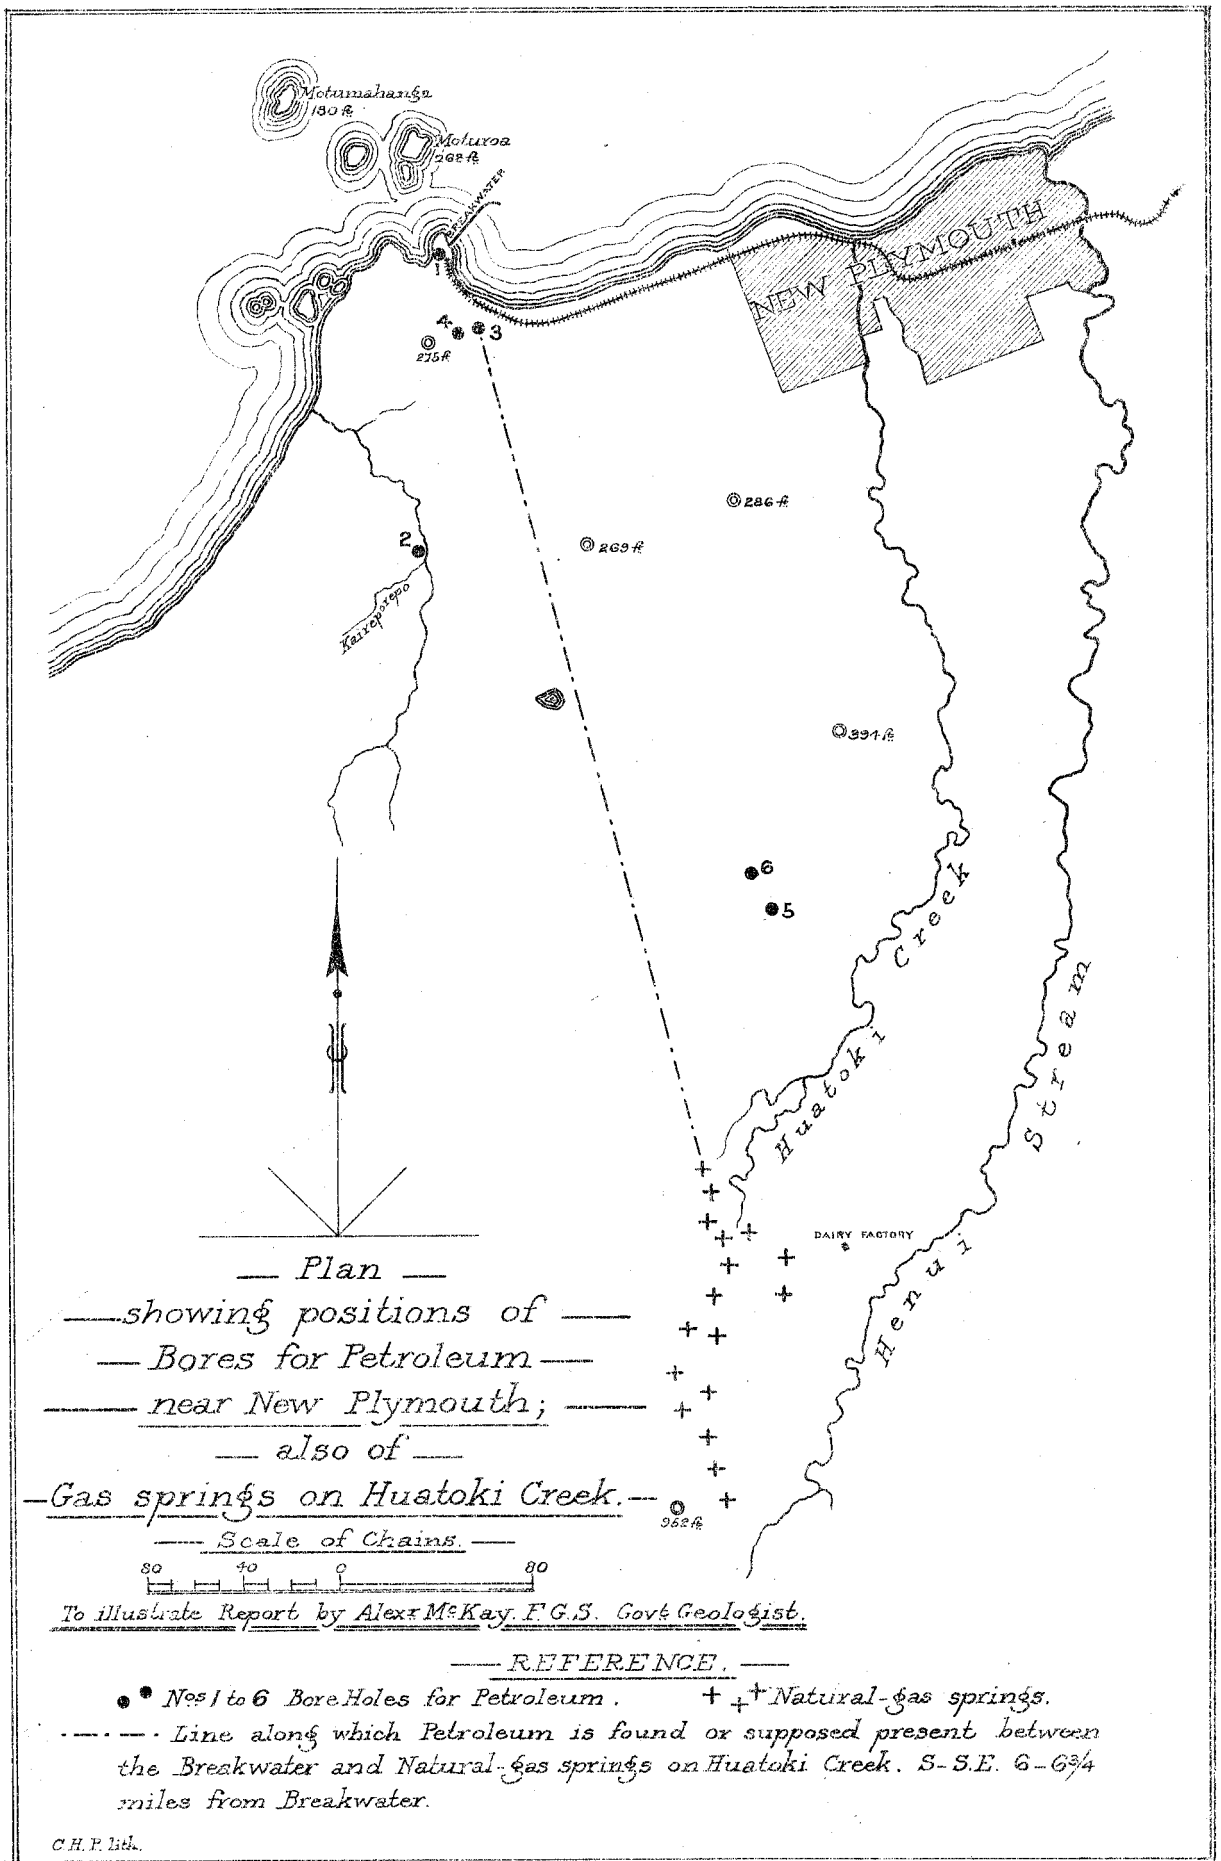 Motumahanga
180 ft
Moturoa
262 ft
BREAKWATER
NEW PLYMOUTH
1
4
3
275 ft
286 ft
269 ft
2
Kaireporepo
394 ft
6
5
Huatoki Creek
Henui Stream
DAIRY FACTORY
— Plan —
— showing positions of —
— Bores for Petroleum —
— near New Plymouth; —
— also of —
— Gas springs on Huatoki Creek. —
952 ft
— Scale of Chains. —
80 40 0 80
To illustrate Report by Alexr McKay. F.G.S. Govt Geologist.
— REFERENCE. —
Nos 1 to 6 Bore Holes for Petroleum. Natural-gas springs.
Line along which Petroleum is found or supposed present between
the Breakwater and Natural-gas springs on Huatoki Creek. S-S.E. 6-6¾
miles from Breakwater.
C.H.P. lith.